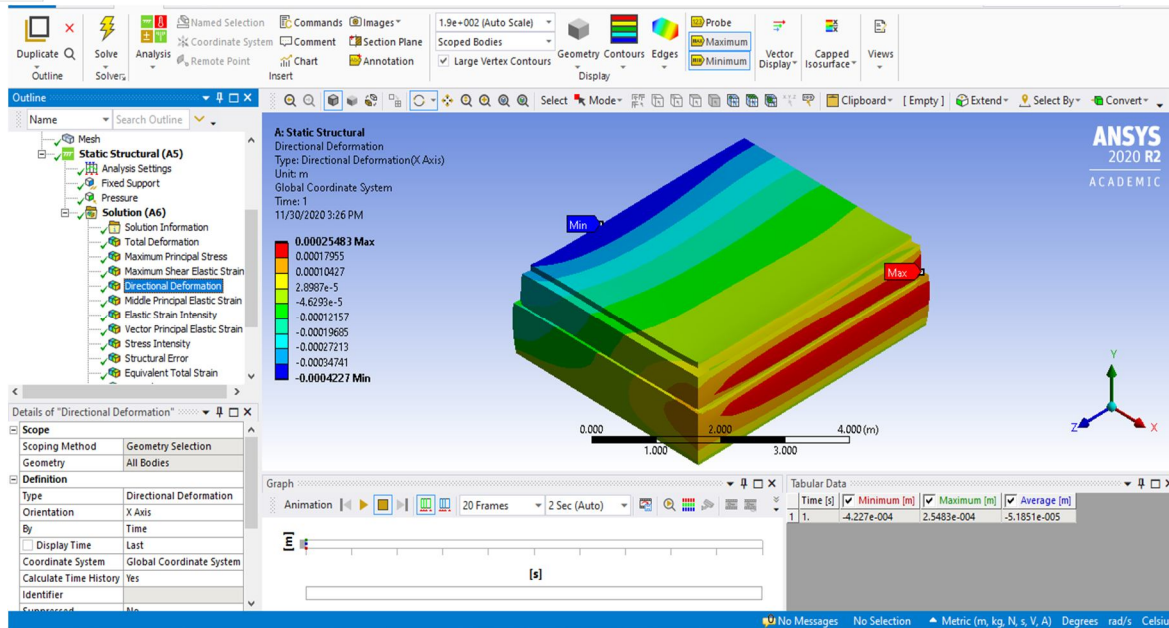 Duplicate
Outline
Solve
Solver
Analysis
Named Selection
Coordinate System
Remote Point
Commands
Comment
Chart
Images
Section Plane
Annotation
Insert
1.9e+002 (Auto Scale)
Scoped Bodies
Large Vertex Contours
Geometry
Contours
Edges
Display
Probe
Maximum
Minimum
Vector Display
Capped Isosurface
Views
Outline
Name
Search Outline
Mesh
Static Structural (A5)
Analysis Settings
Fixed Support
Pressure
Solution (A6)
Solution Information
Total Deformation
Maximum Principal Stress
Maximum Shear Elastic Strain
Directional Deformation
Middle Principal Elastic Strain
Elastic Strain Intensity
Vector Principal Elastic Strain
Stress Intensity
Structural Error
Equivalent Total Strain
Details of "Directional Deformation"
Scope
Scoping Method Geometry Selection
Geometry All Bodies
Definition
Type Directional Deformation
Orientation X Axis
By Time
Display Time Last
Coordinate System Global Coordinate System
Calculate Time History Yes
Identifier
Suppressed No
Select Mode Clipboard [ Empty ] Extend Select By Convert
A: Static Structural
Directional Deformation
Type: Directional Deformation(X Axis)
Unit: m
Global Coordinate System
Time: 1
11/30/2020 3:26 PM
0.00025483 Max
0.00017955
0.00010427
2.8987e-5
-4.6293e-5
-0.00012157
-0.00019685
-0.00027213
-0.00034741
-0.0004227 Min
Min
Max
ANSYS
2020 R2
ACADEMIC
Y
Z
X
0.000 2.000 4.000 (m)
1.000 3.000
Graph
Animation 20 Frames 2 Sec (Auto)
[m]
[s]
Tabular Data
Time [s] Minimum [m] Maximum [m] Average [m]
1 1. -4.227e-004 2.5483e-004 -5.1851e-005
No Messages No Selection Metric (m, kg, N, s, V, A) Degrees rad/s Celsiu